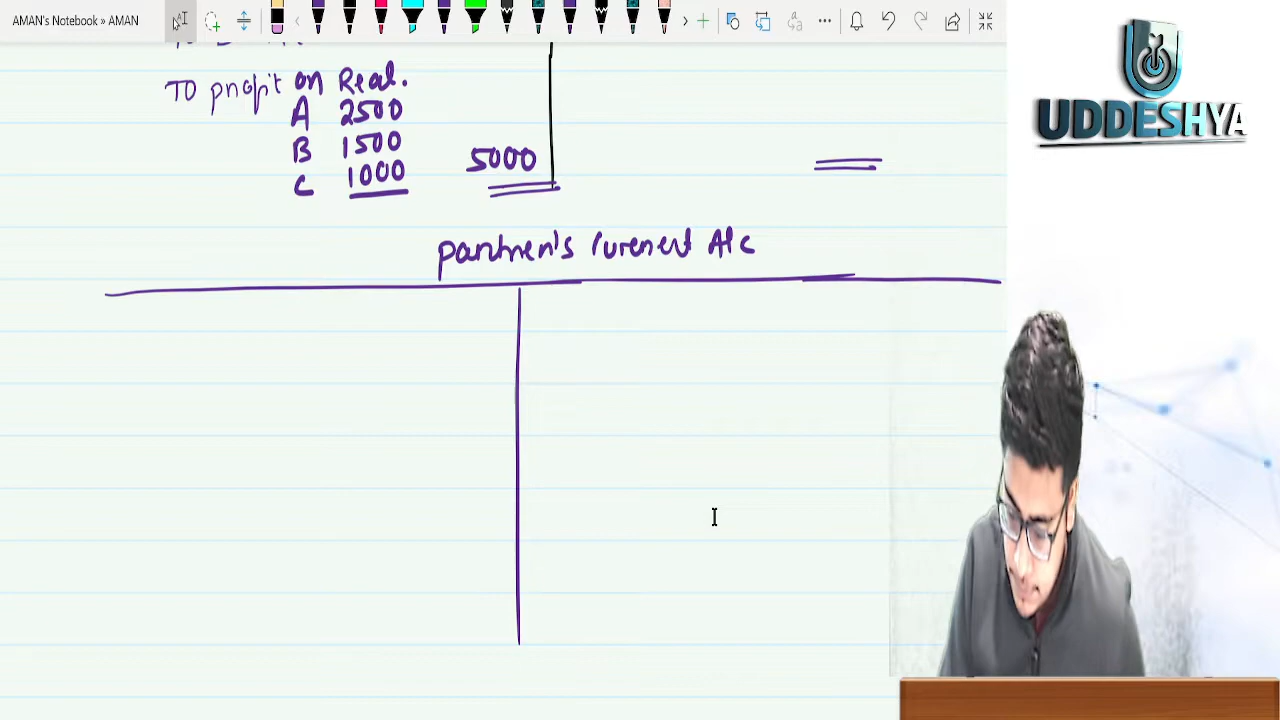 AMAN's Notebook » AMAN
UDDESHYA
To profit on Real.
A 2500
B 1500
C 1000 5000
Partner's Current A/c